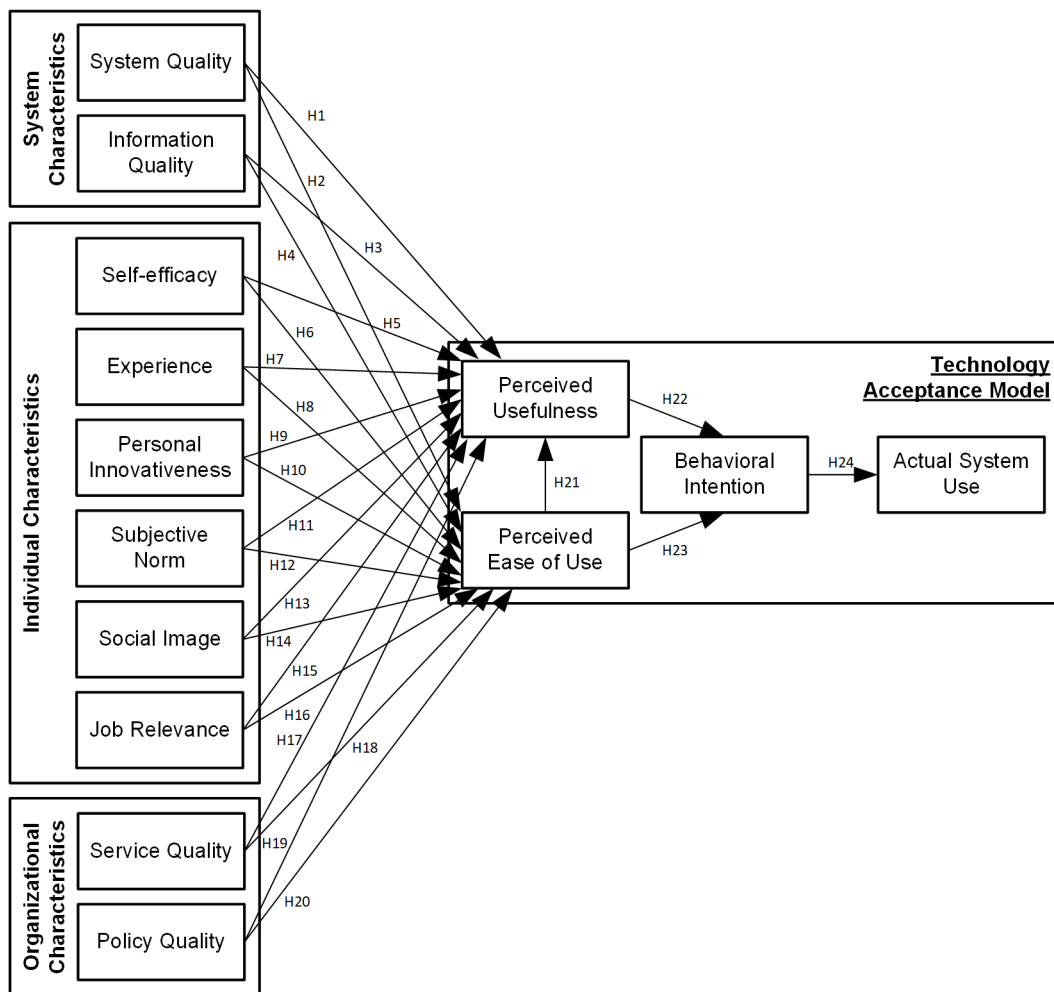 System
Characteristics
System Quality
Information
Quality
Individual Characteristics
Self-efficacy
Experience
Personal
Innovativeness
Subjective
Norm
Social Image
Job Relevance
Organizational
Characteristics
Service Quality
Policy Quality
H1
H2
H3
H4
H5
H6
H7
H8
H9
H10
H11
H12
H13
H14
H15
H16
H17
H18
H19
H20
Technology
Acceptance Model
Perceived
Usefulness
H21
Perceived
Ease of Use
H22
H23
Behavioral
Intention
H24
Actual System
Use